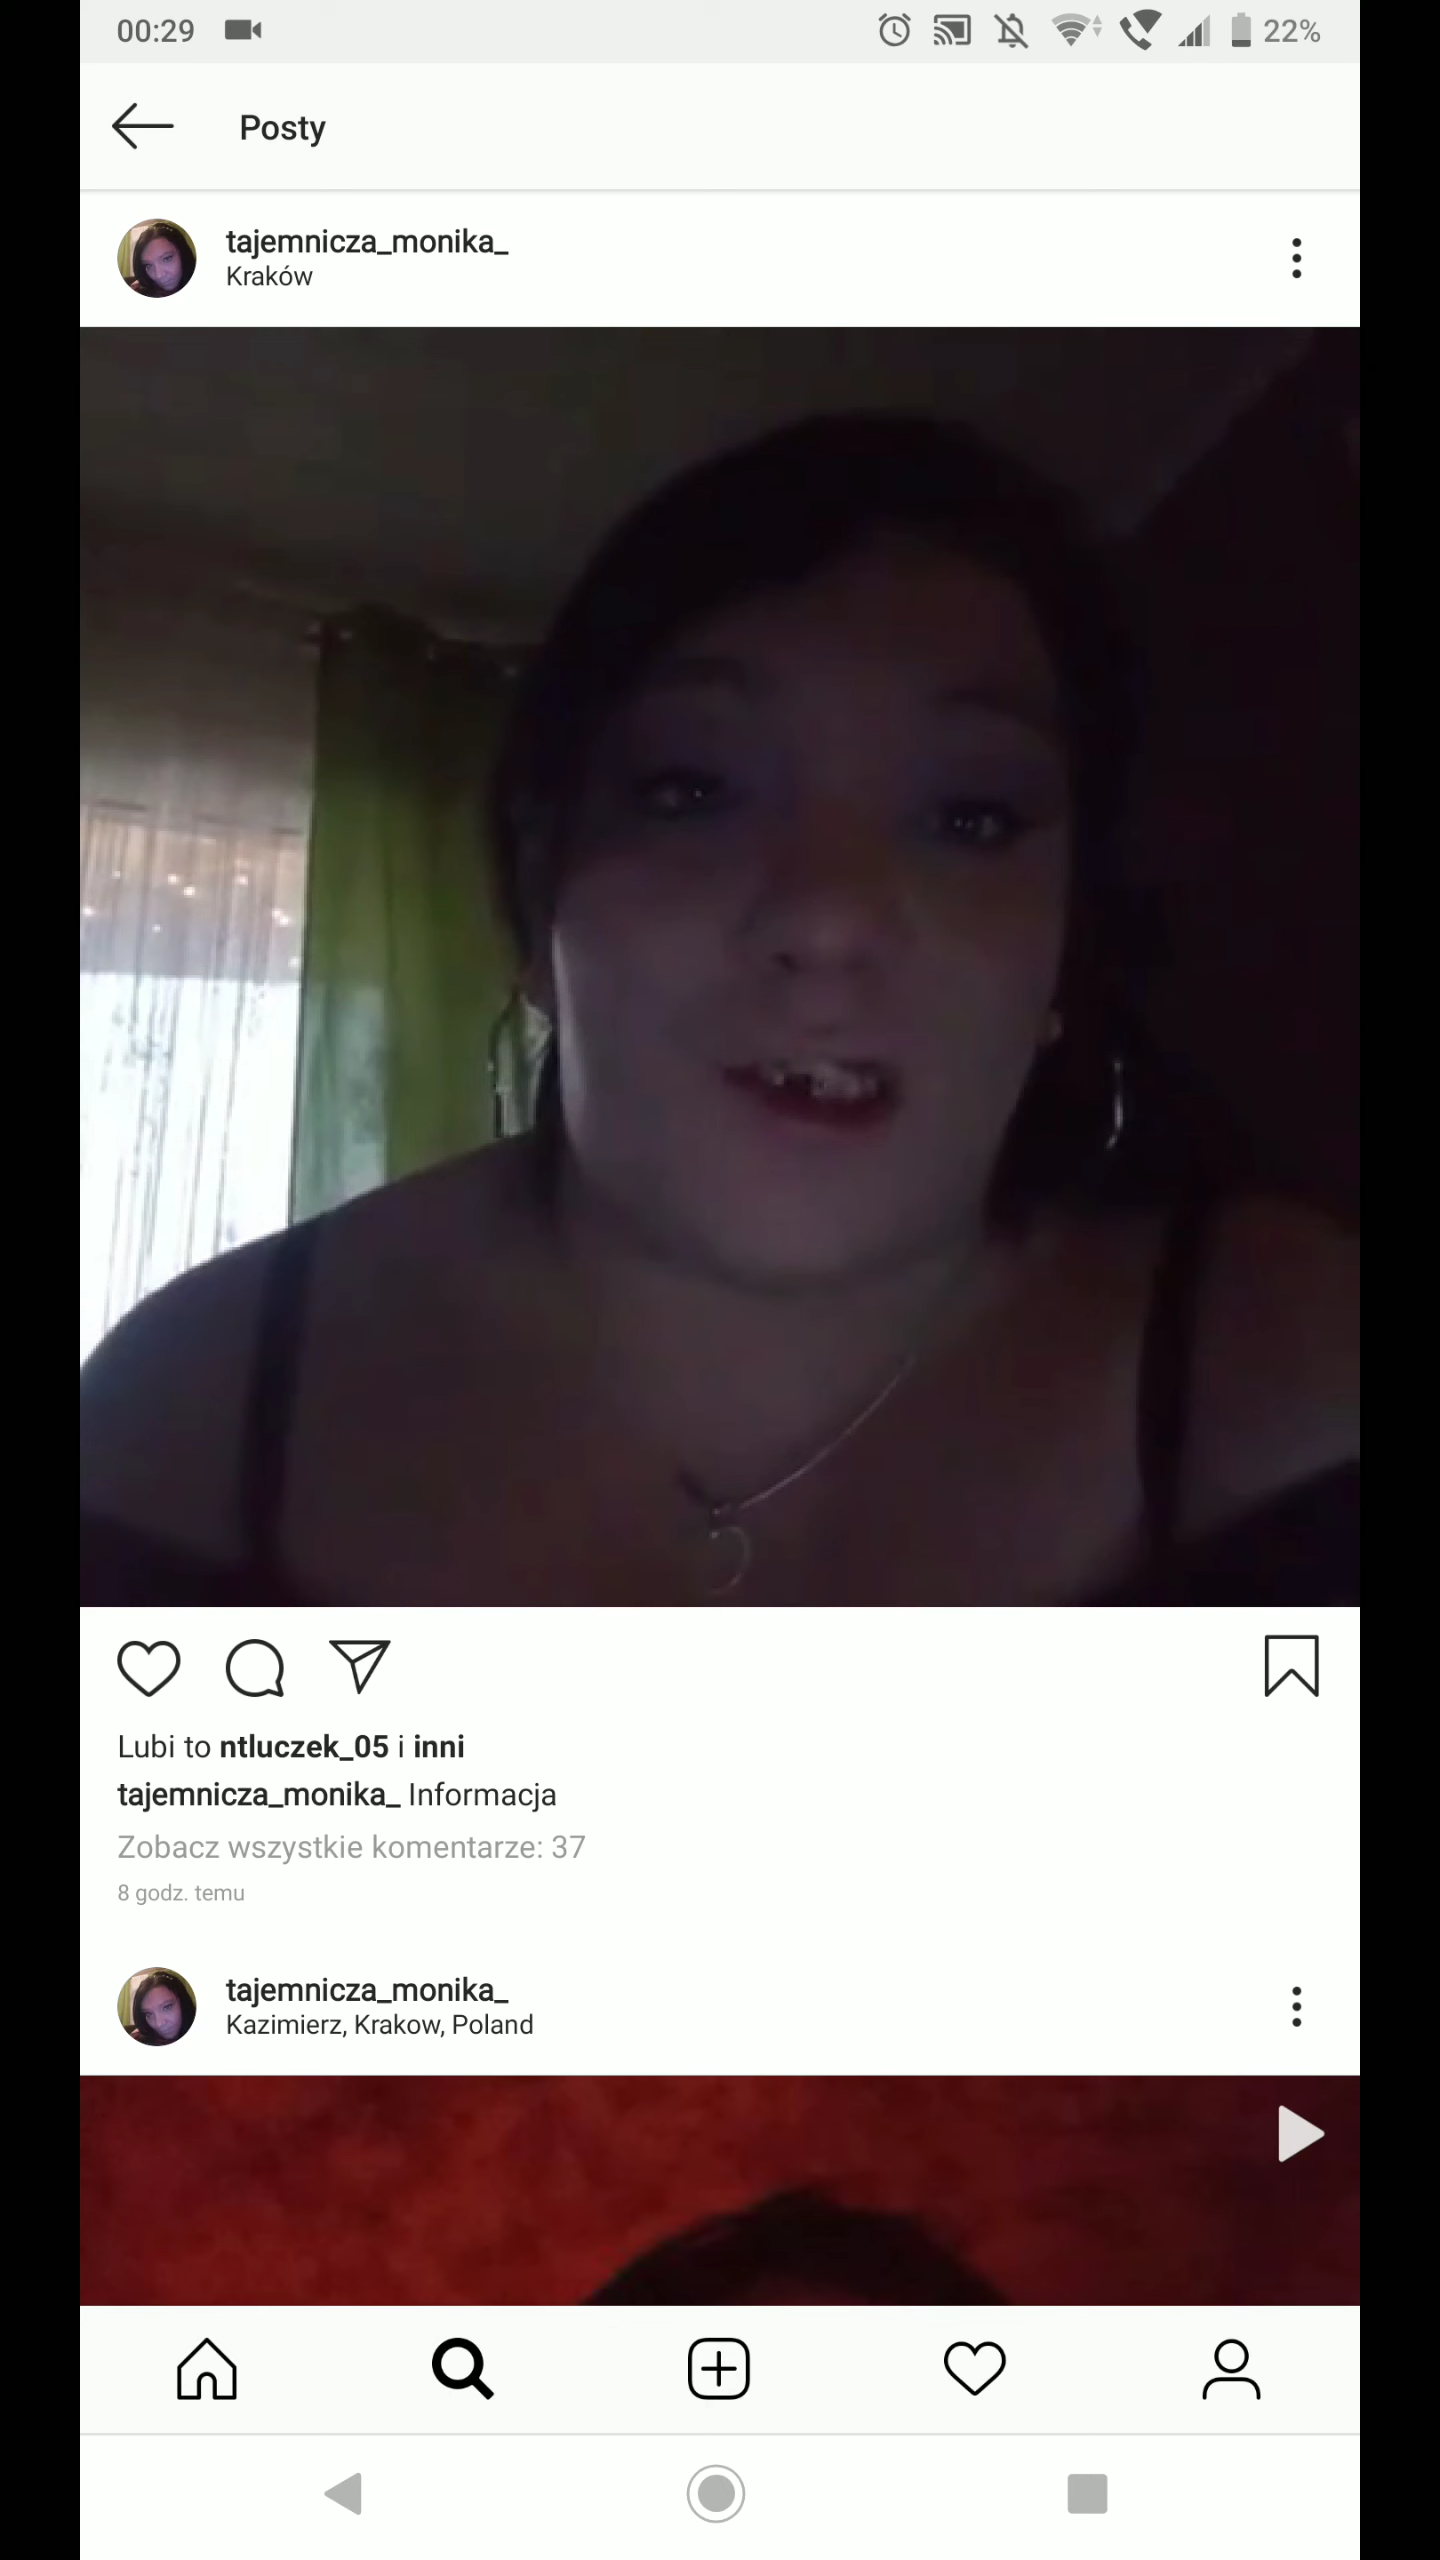 00:29
22%
Posty
tajemnicza_monika_
Kraków
Lubi to ntluczek_05 i inni
tajemnicza_monika_ Informacja
Zobacz wszystkie komentarze: 37
8 godz. temu
tajemnicza_monika_
Kazimierz, Krakow, Poland